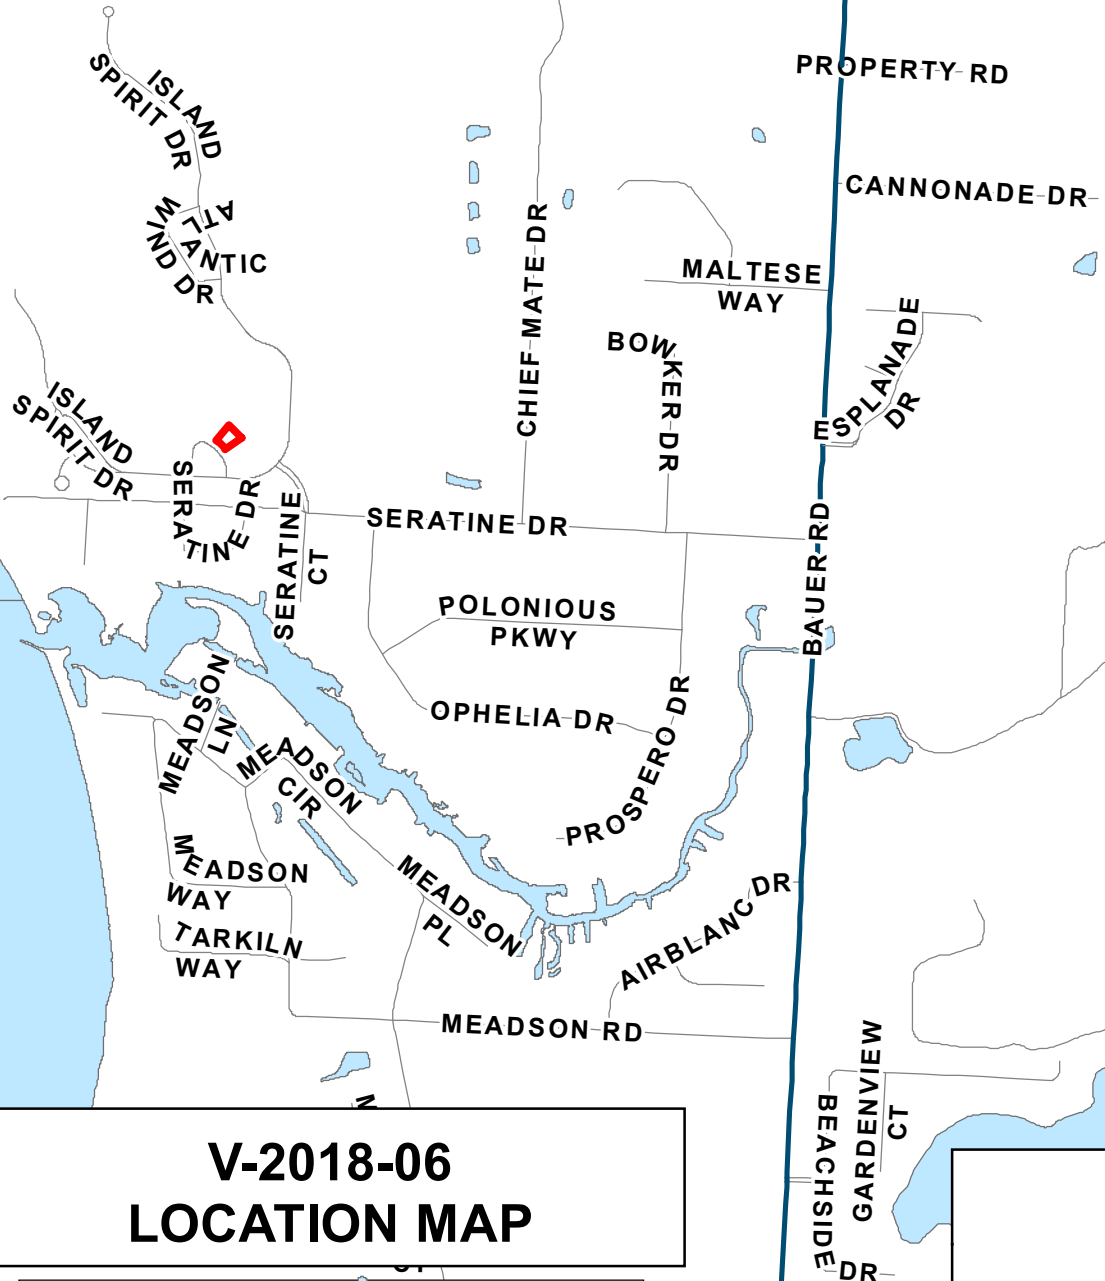 PROPERTY RD
ISLAND
SPIRIT DR
CANNONADE DR
ATLANTIC
WIND DR
CHIEF MATE DR
MALTESE
WAY
ESPLANADE
DR
BOWKER DR
ISLAND
SPIRIT DR
SERATINE DR
SERATINE
CT
SERATINE DR
BAUER RD
POLONIOUS
PKWY
OPHELIA DR
PROSPERO DR
MEADSON
LN
MEADSON
CIR
MEADSON
WAY
MEADSON
PL
AIRBLANC DR
TARKILN
WAY
MEADSON RD
GARDENVIEW
CT
BEACHSIDE
DR
V-2018-06
LOCATION MAP